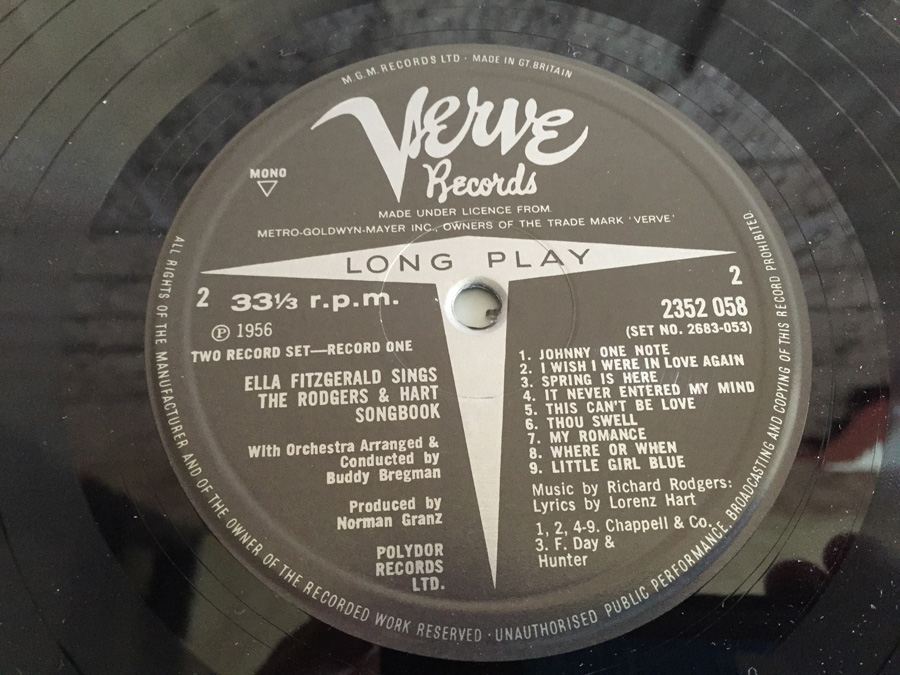 M.G.M. RECORDS LTD · MADE IN GT. BRITAIN
Verve
Records
MONO
MADE UNDER LICENCE FROM
METRO-GOLDWYN-MAYER INC., OWNERS OF THE TRADE MARK 'VERVE'
LONG PLAY
2 33⅓ r.p.m.
℗ 1956
TWO RECORD SET—RECORD ONE
ELLA FITZGERALD SINGS
THE RODGERS & HART
SONGBOOK
With Orchestra Arranged &
Conducted by
Buddy Bregman
Produced by
Norman Granz
POLYDOR
RECORDS
LTD.
2
2352 058
(SET NO. 2683-053)
1. JOHNNY ONE NOTE
2. I WISH I WERE IN LOVE AGAIN
3. SPRING IS HERE
4. IT NEVER ENTERED MY MIND
5. THIS CAN'T BE LOVE
6. THOU SWELL
7. MY ROMANCE
8. WHERE OR WHEN
9. LITTLE GIRL BLUE
Music by Richard Rodgers:
Lyrics by Lorenz Hart
1, 2, 4-9. Chappell & Co.
3. F. Day &
Hunter
ALL RIGHTS OF THE MANUFACTURER AND OF THE OWNER OF THE RECORDED WORK RESERVED · UNAUTHORISED PUBLIC PERFORMANCE, BROADCASTING AND COPYING OF THIS RECORD PROHIBITED